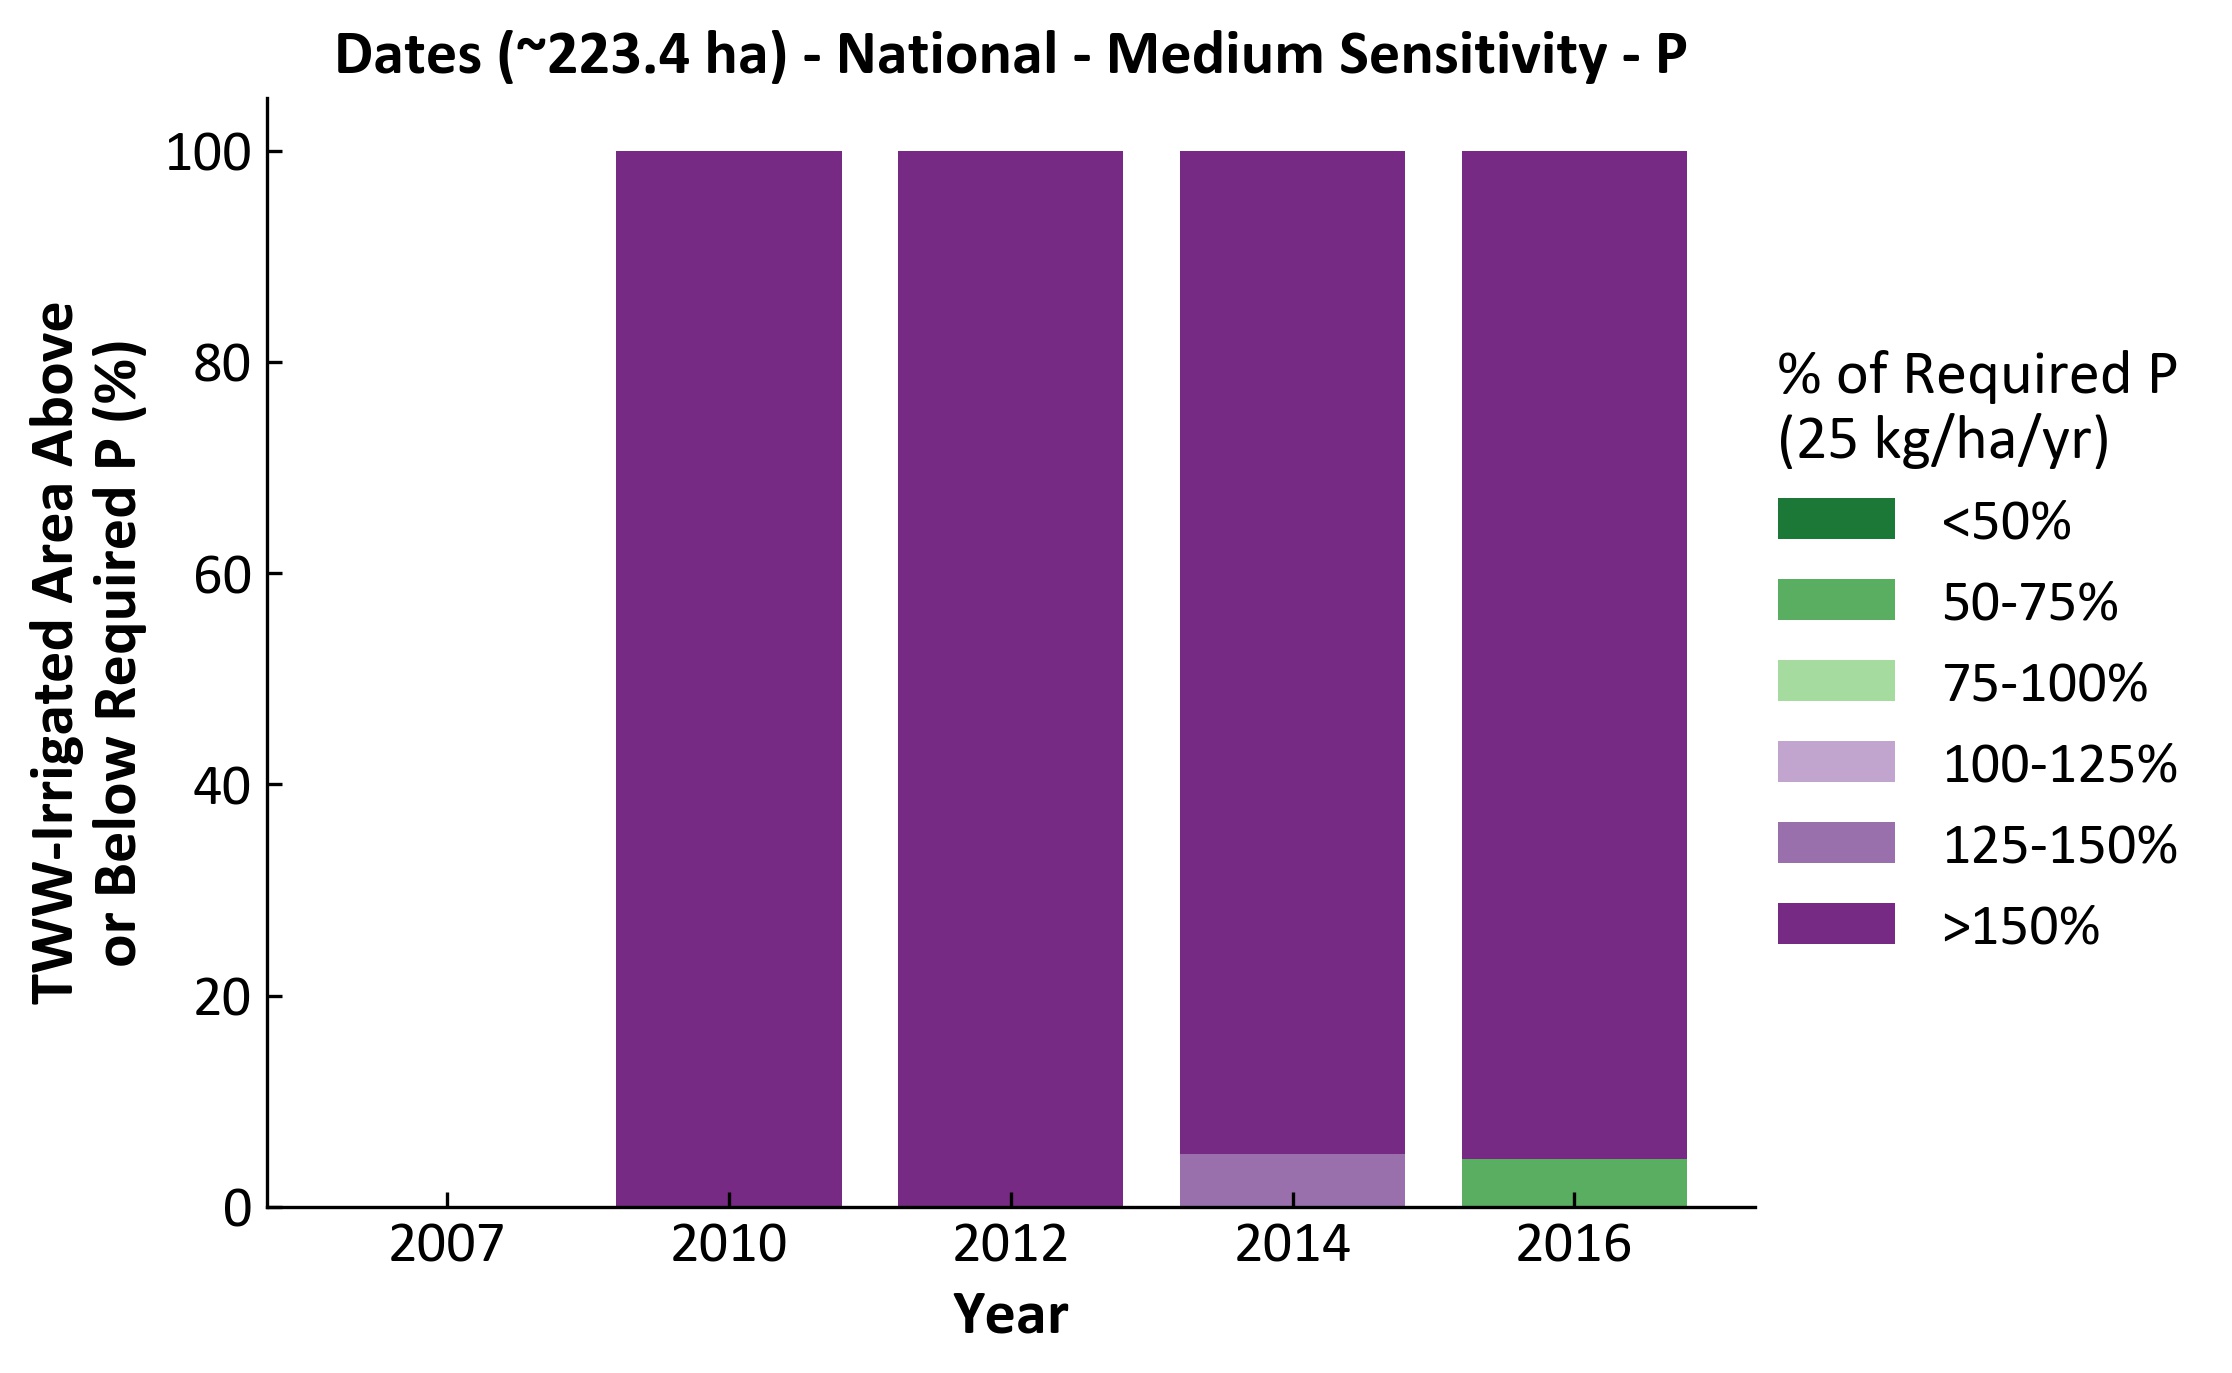 Dates (~223.4 ha) - National - Medium Sensitivity - P
TWW-Irrigated Area Above
or Below Required P (%)
100
80
60
40
20
0
2007 2010 2012 2014 2016
Year
% of Required P
(25 kg/ha/yr)
<50%
50-75%
75-100%
100-125%
125-150%
>150%